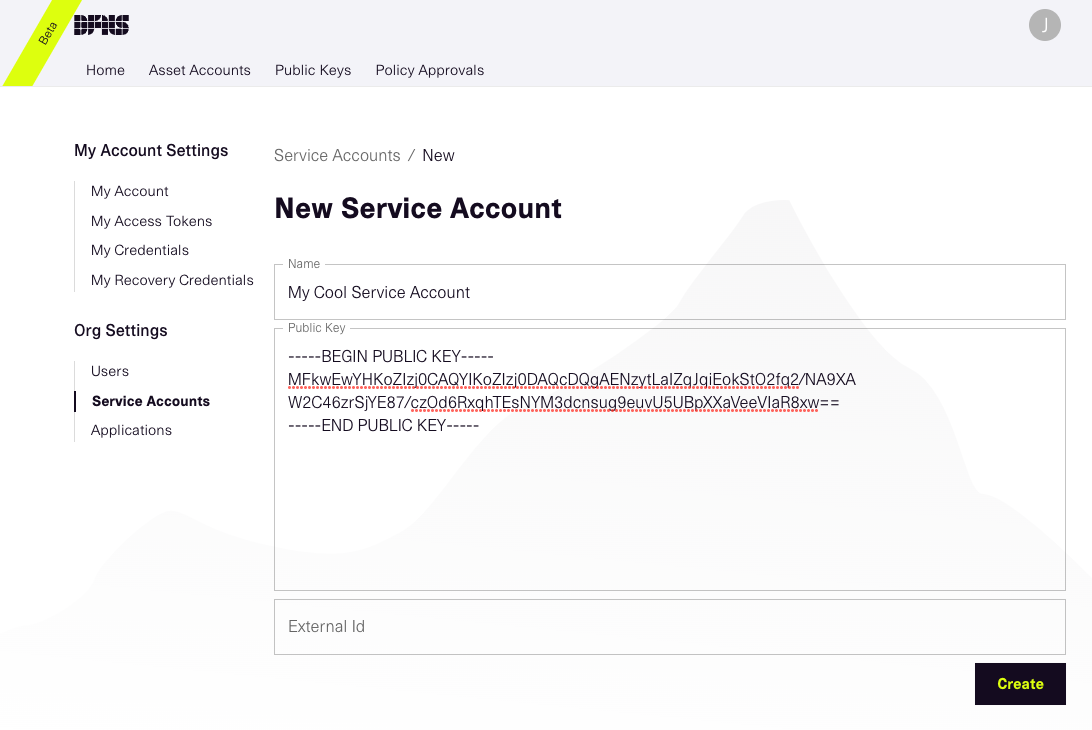 Beta
DFNS
J
Home Asset Accounts Public Keys Policy Approvals
My Account Settings
My Account
My Access Tokens
My Credentials
My Recovery Credentials
Org Settings
Users
Service Accounts
Applications
Service Accounts / New
New Service Account
Name
My Cool Service Account
Public Key
-----BEGIN PUBLIC KEY-----
MFkwEwYHKoZIzj0CAQYIKoZIzj0DAQcDQgAENzytLaIZgJgiEokStO2fg2/NA9XA
W2C46zrSjYE87/czOd6RxghTEsNYM3dcnsug9euvU5UBpXXaVeeVIaR8xw==
-----END PUBLIC KEY-----
External Id
Create